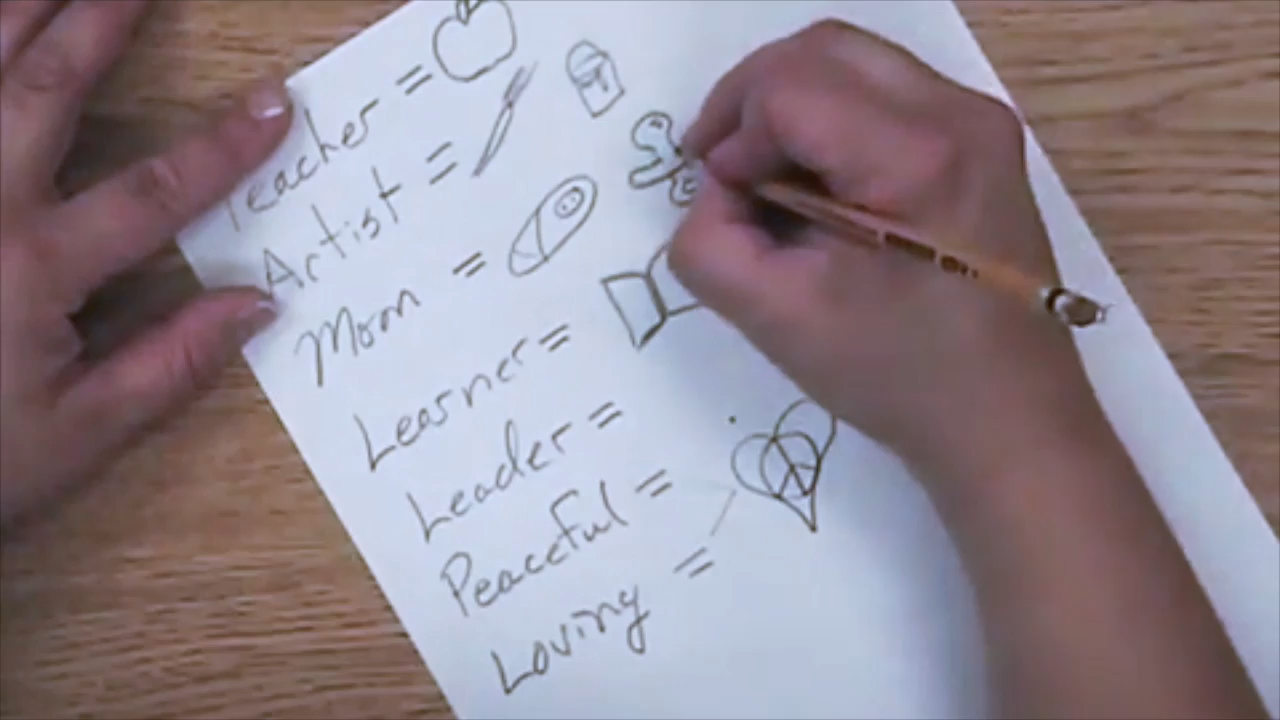 Teacher =
Artist =
Mom =
Learner =
Leader =
Peaceful =
Loving =